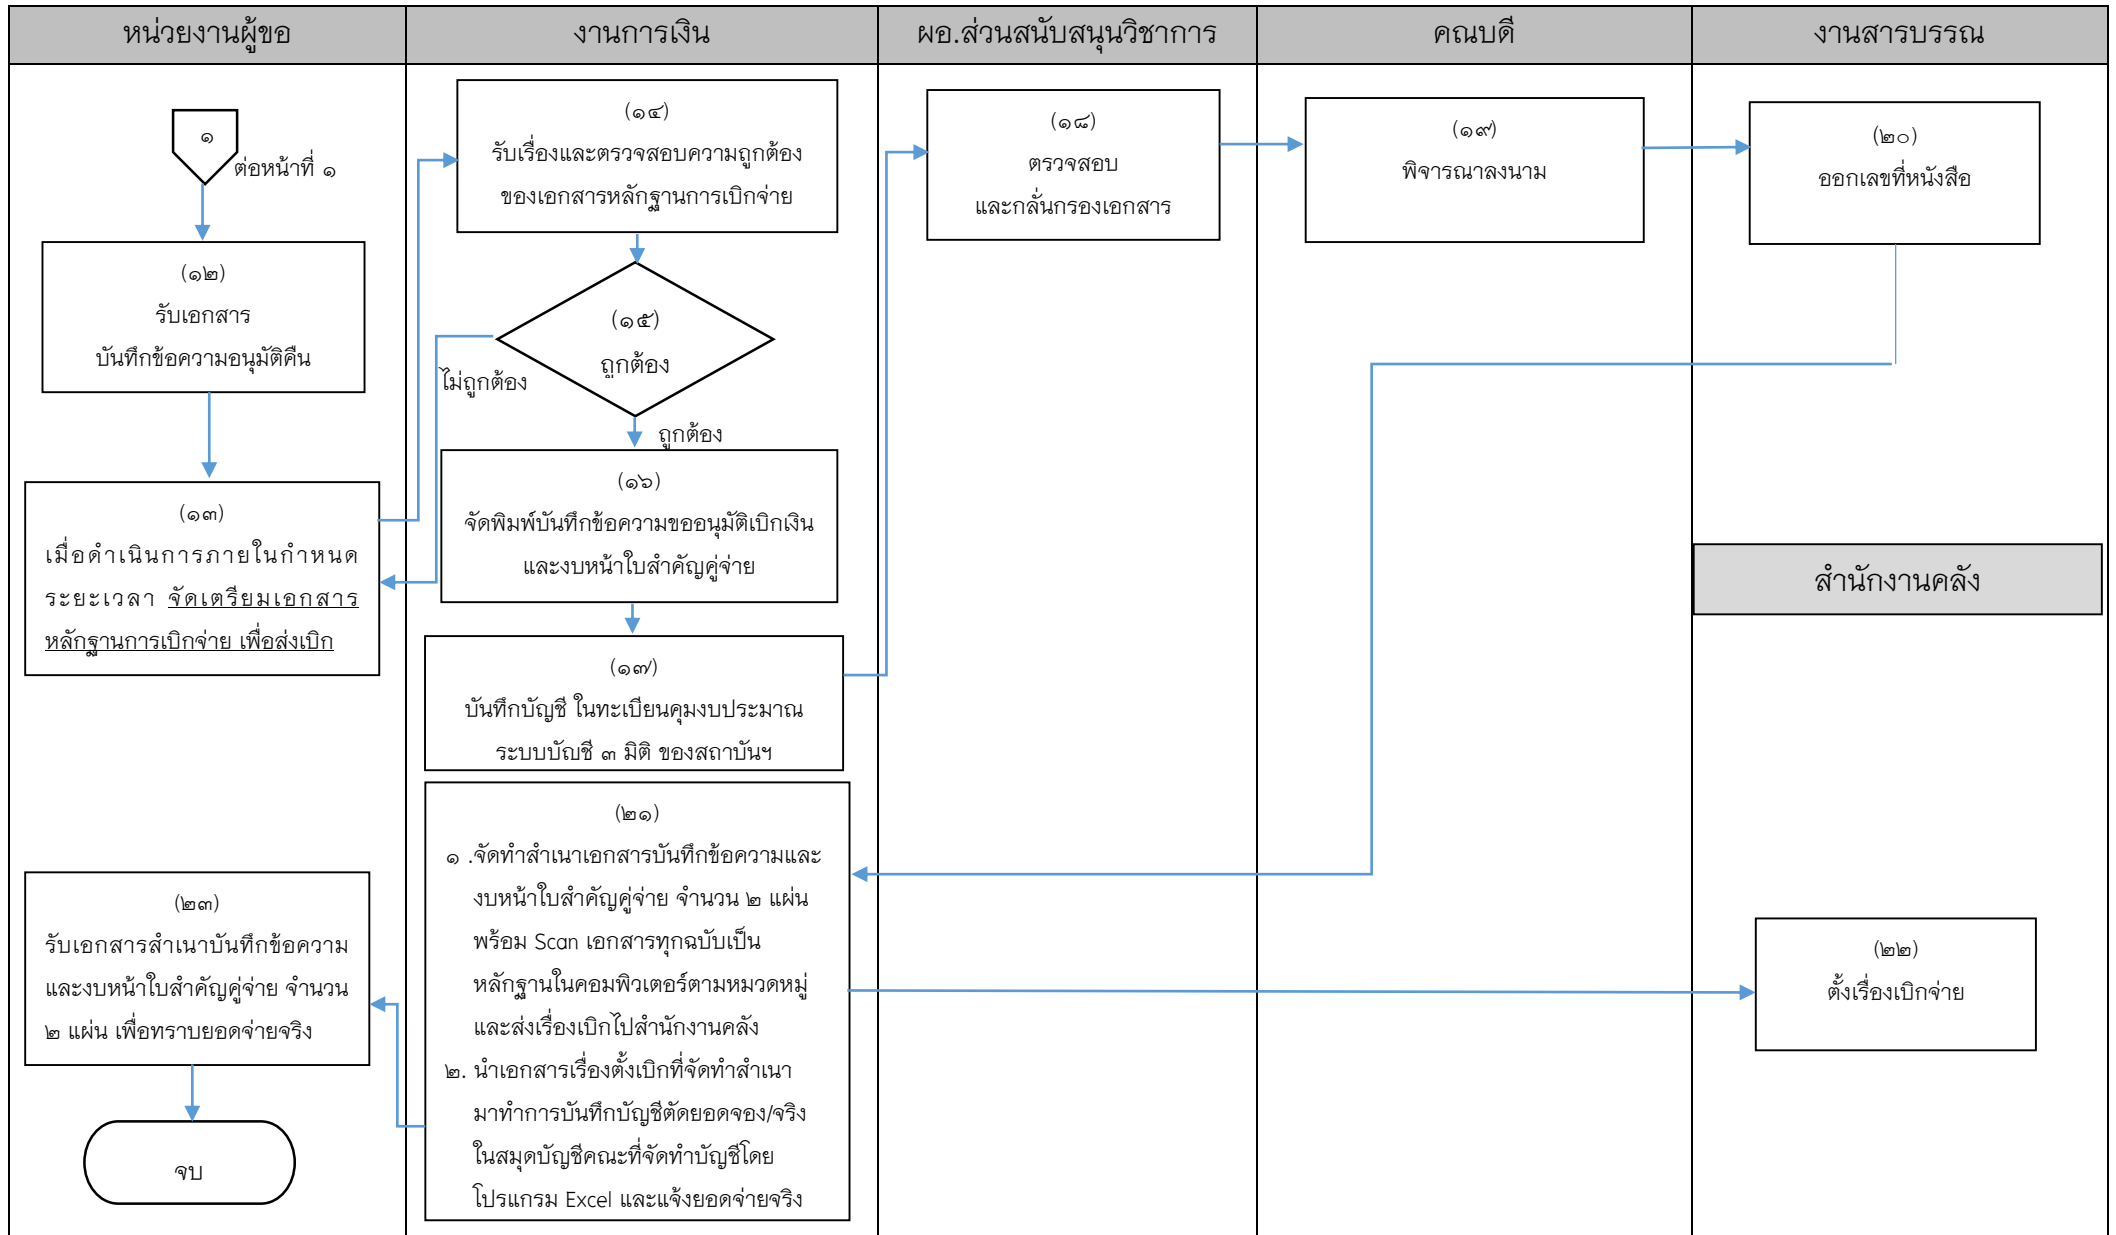 หน่วยงานผู้ขอ
งานการเงิน
ผอ.ส่วนสนับสนุนวิชาการ
คณบดี
งานสารบรรณ
๑
ต่อหน้าที่ ๑
(๑๒)
รับเอกสาร
บันทึกข้อความอนุมัติคืน
(๑๓)
เมื่อดำเนินการภายในกำหนด
ระยะเวลา จัดเตรียมเอกสาร
หลักฐานการเบิกจ่าย เพื่อส่งเบิก
(๑๔)
รับเรื่องและตรวจสอบความถูกต้อง
ของเอกสารหลักฐานการเบิกจ่าย
(๑๕)
ถูกต้อง
ไม่ถูกต้อง
ถูกต้อง
(๑๖)
จัดพิมพ์บันทึกข้อความขออนุมัติเบิกเงิน
และงบหน้าใบสำคัญคู่จ่าย
(๑๗)
บันทึกบัญชี ในทะเบียนคุมงบประมาณ
ระบบบัญชี ๓ มิติ ของสถาบันฯ
(๑๘)
ตรวจสอบ
และกลั่นกรองเอกสาร
(๑๙)
พิจารณาลงนาม
(๒๐)
ออกเลขที่หนังสือ
สำนักงานคลัง
(๒๑)
๑ .จัดทำสำเนาเอกสารบันทึกข้อความและ
งบหน้าใบสำคัญคู่จ่าย จำนวน ๒ แผ่น
พร้อม Scan เอกสารทุกฉบับเป็น
หลักฐานในคอมพิวเตอร์ตามหมวดหมู่
และส่งเรื่องเบิกไปสำนักงานคลัง
๒. นำเอกสารเรื่องตั้งเบิกที่จัดทำสำเนา
มาทำการบันทึกบัญชีตัดยอดจอง/จริง
ในสมุดบัญชีคณะที่จัดทำบัญชีโดย
โปรแกรม Excel และแจ้งยอดจ่ายจริง
(๒๒)
ตั้งเรื่องเบิกจ่าย
(๒๓)
รับเอกสารสำเนาบันทึกข้อความ
และงบหน้าใบสำคัญคู่จ่าย จำนวน
๒ แผ่น เพื่อทราบยอดจ่ายจริง
จบ